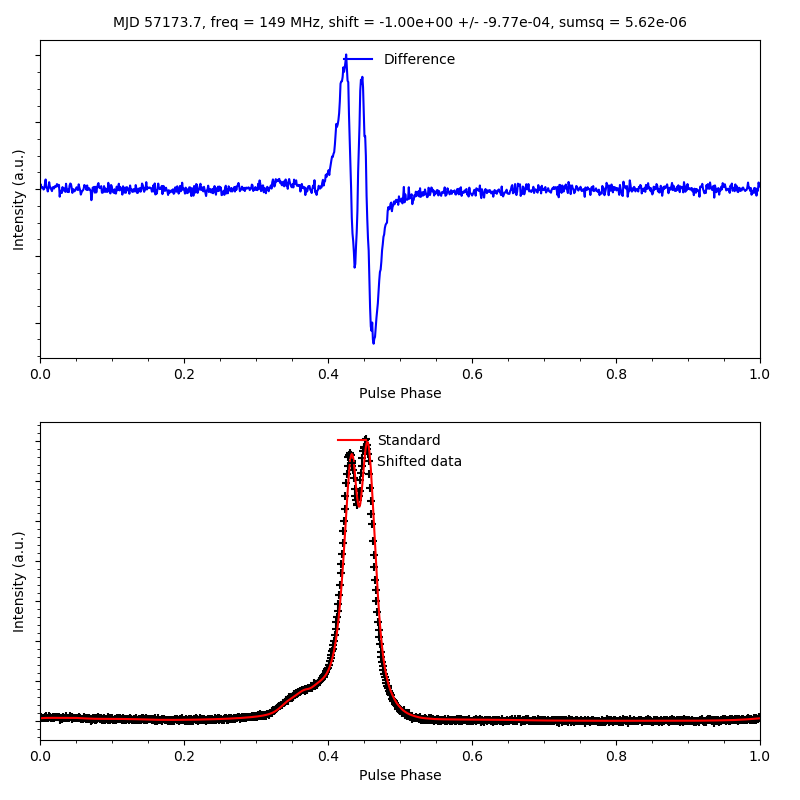 MJD 57173.7, freq = 149 MHz, shift = -1.00e+00 +/- -9.77e-04, sumsq = 5.62e-06
Difference
Intensity (a.u.)
0.0 0.2 0.4 0.6 0.8 1.0
Pulse Phase
Standard
Shifted data
Intensity (a.u.)
0.0 0.2 0.4 0.6 0.8 1.0
Pulse Phase